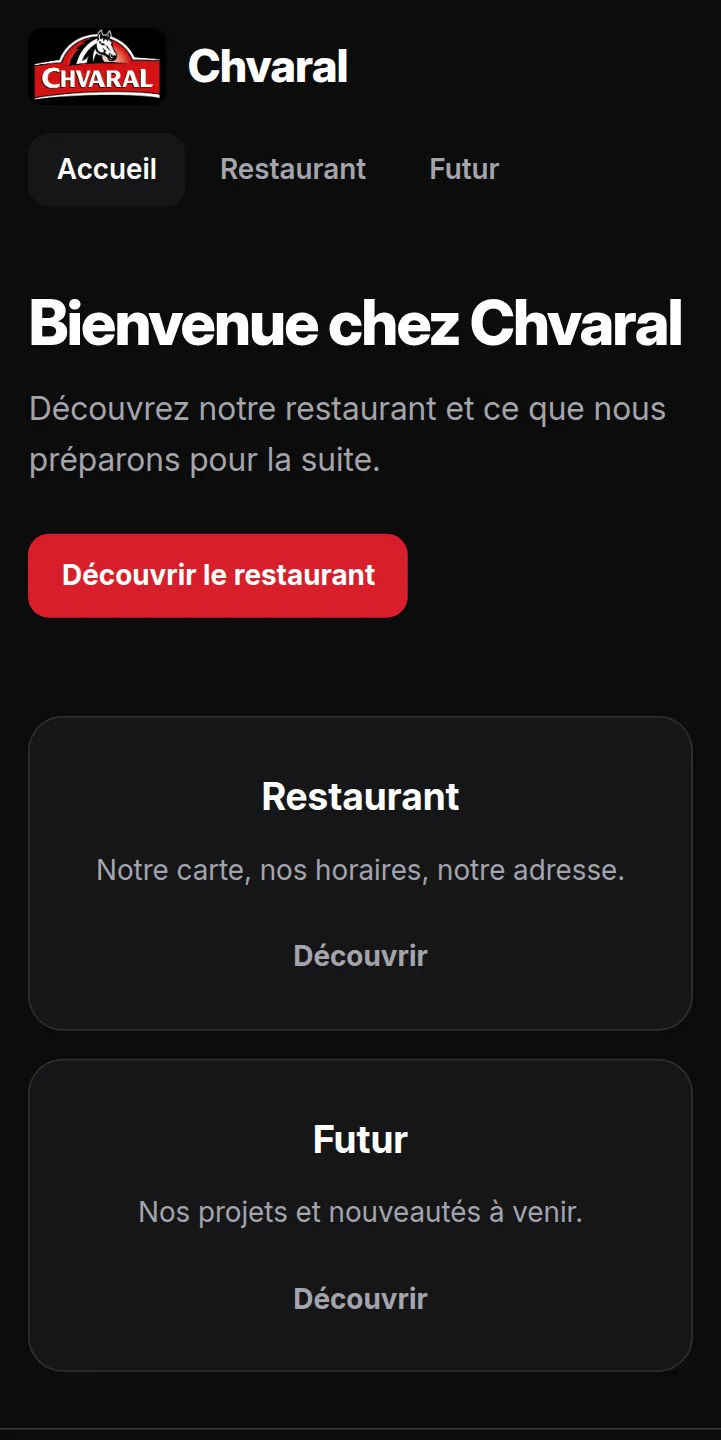 CHVARAL
Chvaral
Accueil
Restaurant
Futur
Bienvenue chez Chvaral
Découvrez notre restaurant et ce que nous
préparons pour la suite.
Découvrir le restaurant
Restaurant
Notre carte, nos horaires, notre adresse.
Découvrir
Futur
Nos projets et nouveautés à venir.
Découvrir